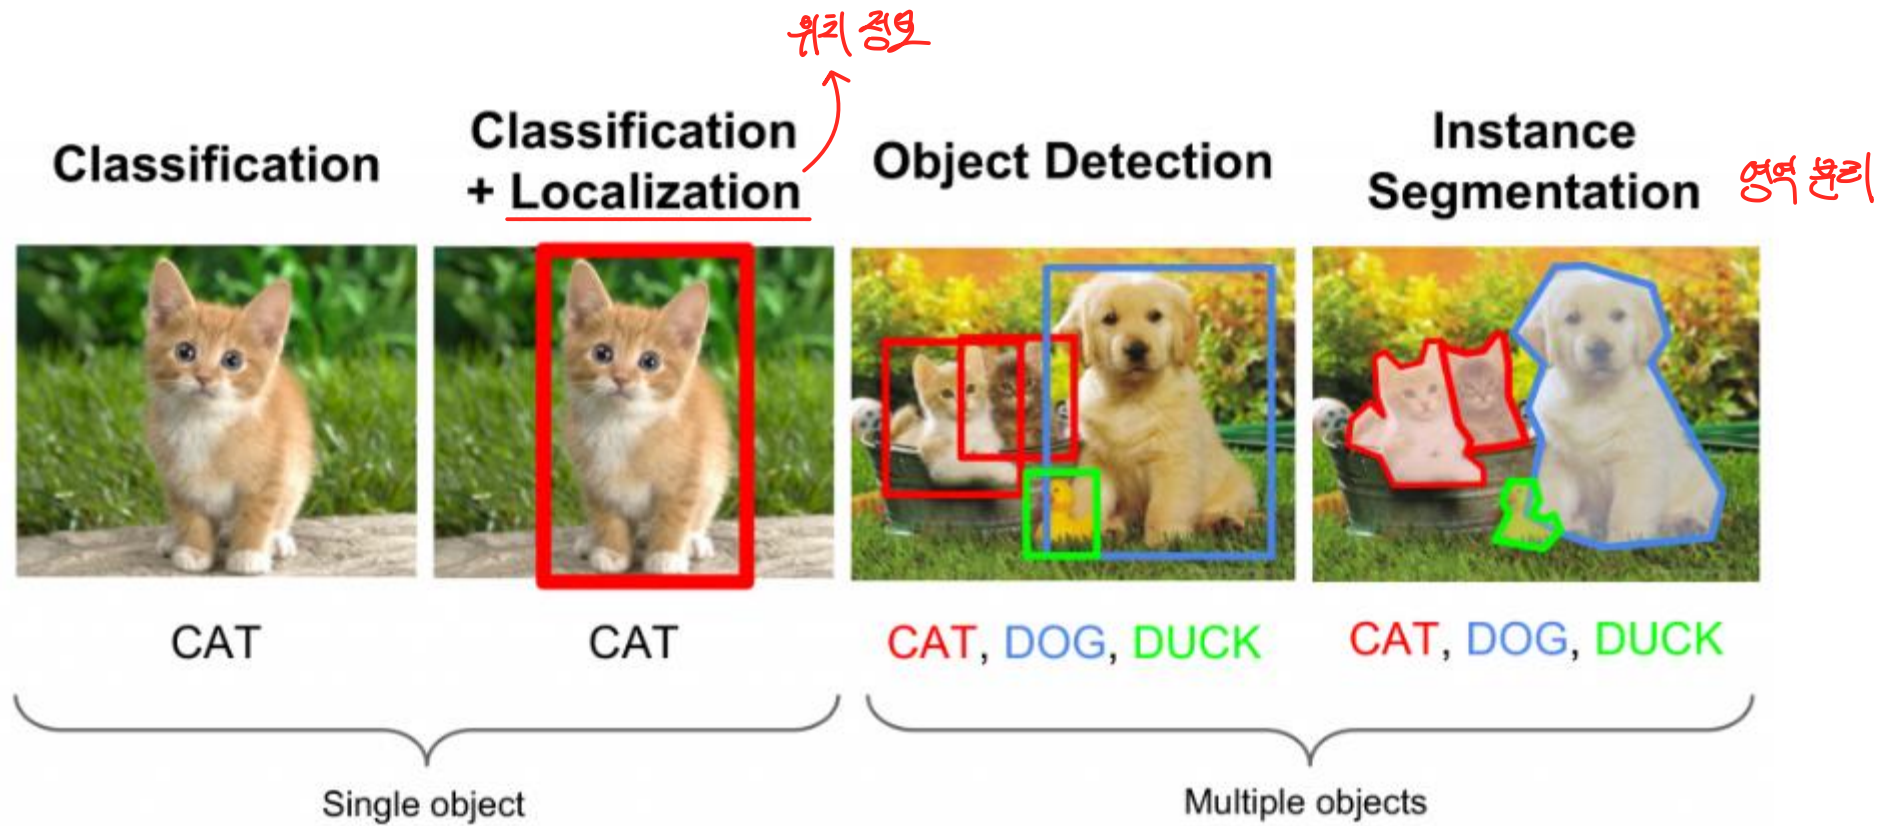 위치 정보
Classification
Classification
+ Localization
Object Detection
Instance
Segmentation
영역 분리
CAT
CAT
CAT, DOG, DUCK
CAT, DOG, DUCK
Single object
Multiple objects